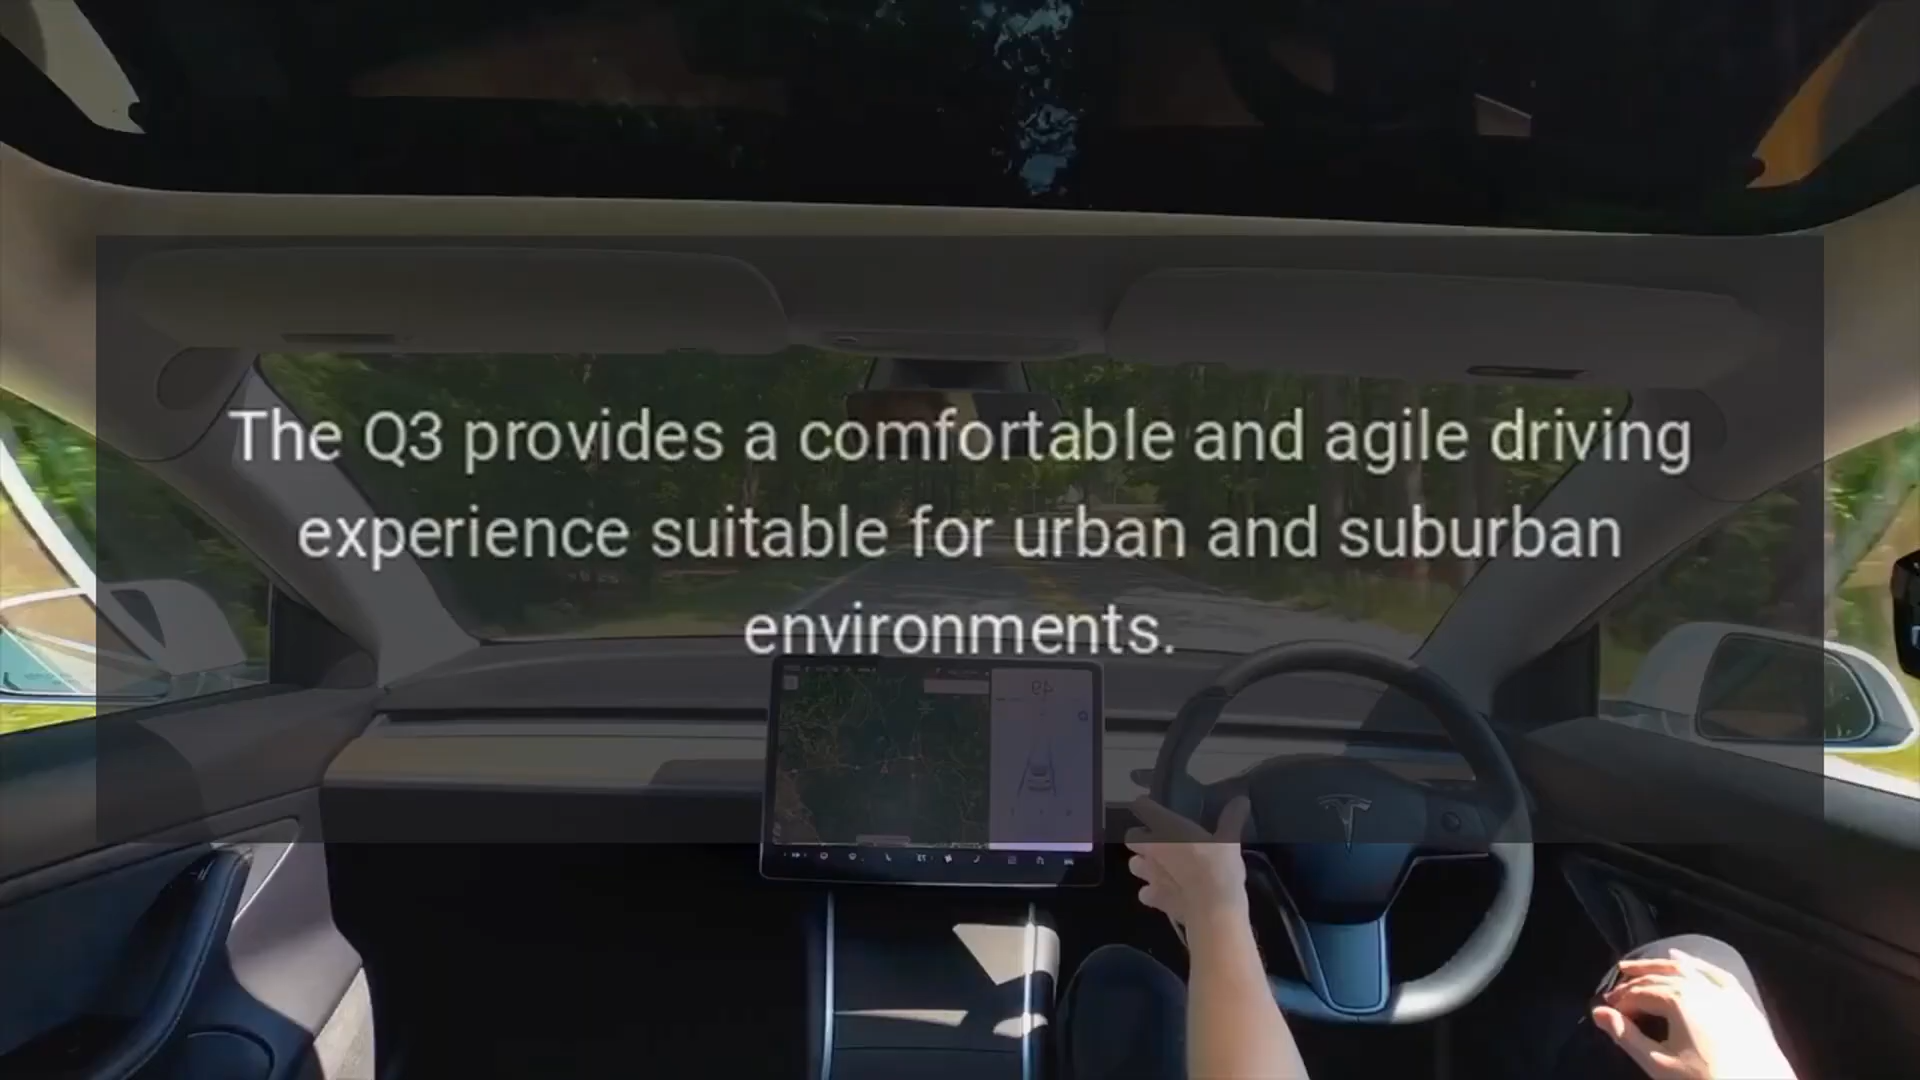 The Q3 provides a comfortable and agile driving
experience suitable for urban and suburban
environments.